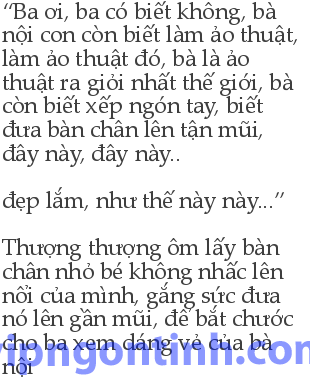 “Ba ơi, ba có biết không, bà
nội con còn biết làm ảo thuật,
làm ảo thuật đó, bà là ảo
thuật ra giỏi nhất thế giới, bà
còn biết xếp ngón tay, biết
đưa bàn chân lên tận mũi,
đây này, đây này..
đẹp lắm, như thế này này...”
Thượng thượng ôm lấy bàn
chân nhỏ bé không nhấc lên
nổi của mình, gắng sức đưa
nó lên gần mũi, để bắt chước
cho ba xem dáng vẻ của bà
nội